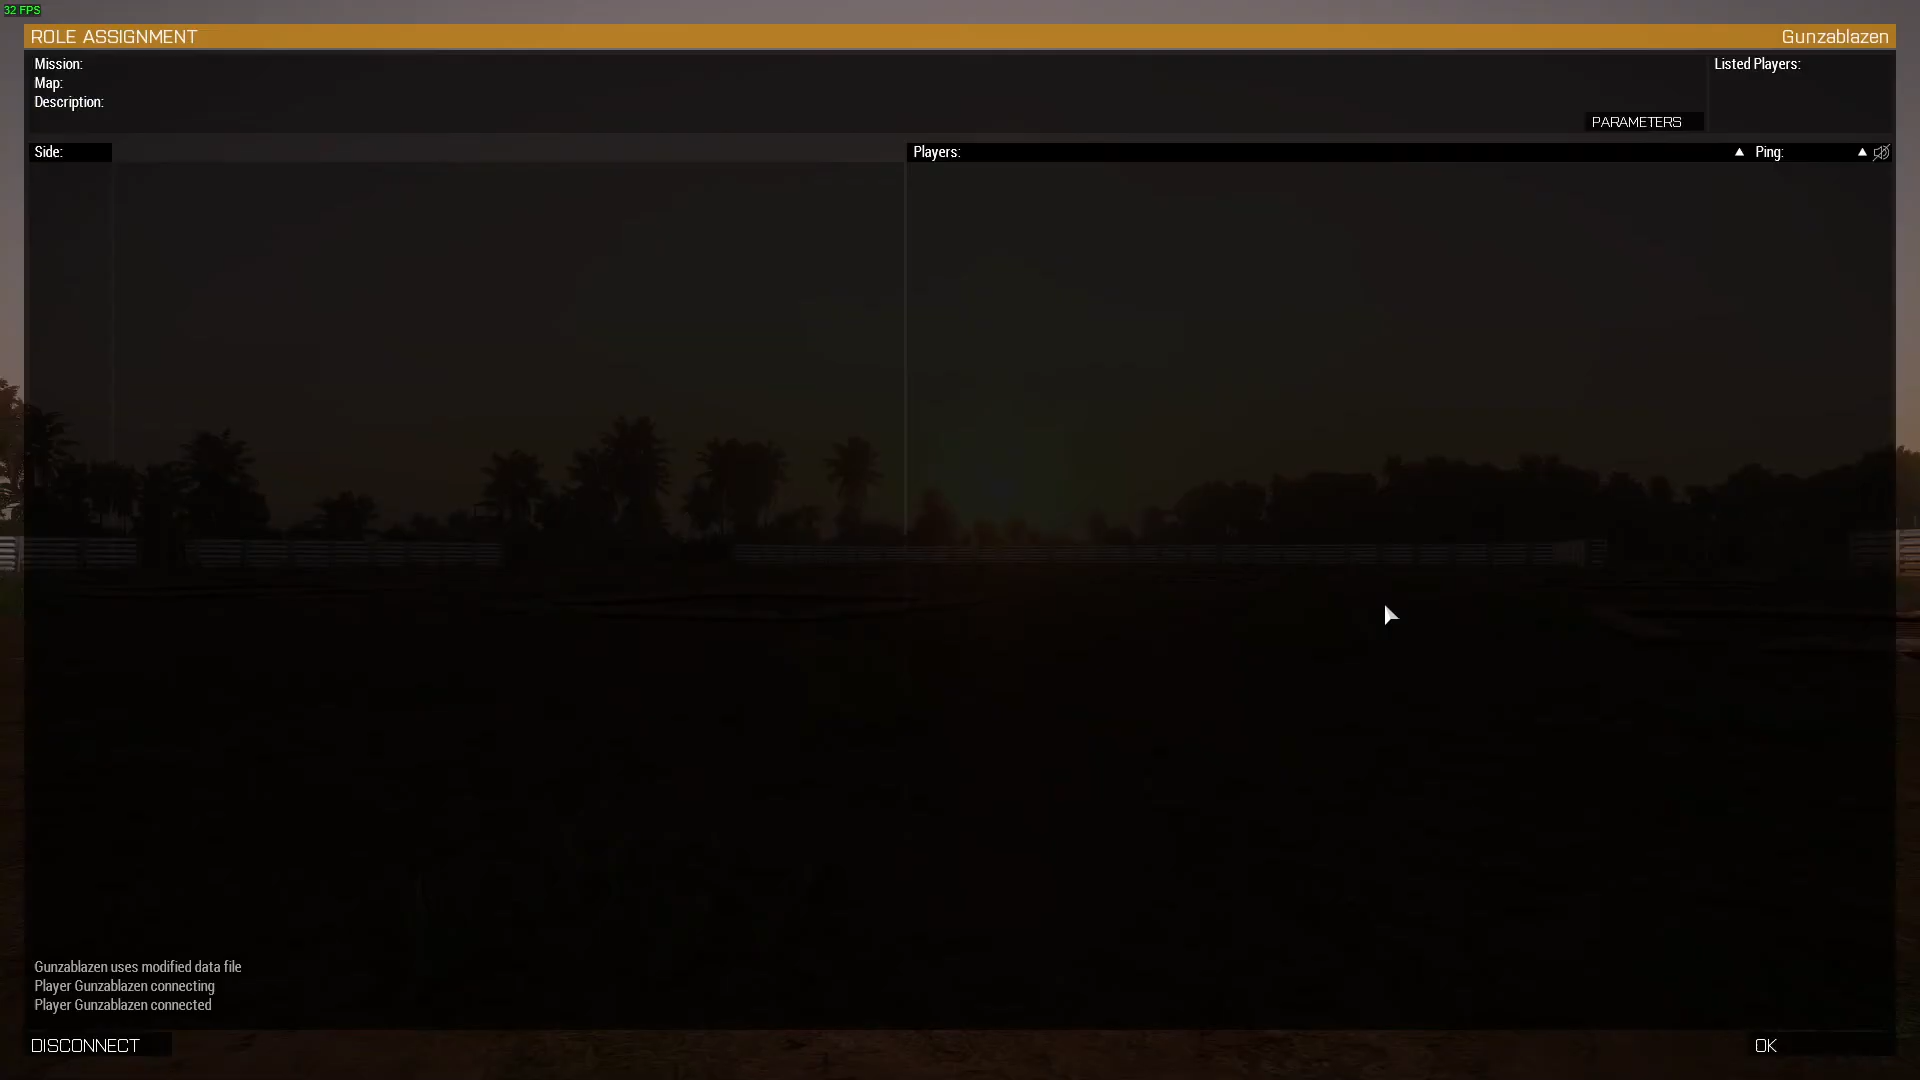 32 FPS
ROLE ASSIGNMENT
Gunzablazen
Mission:
Listed Players:
Map:
Description:
PARAMETERS
Side:
Players:
Ping:
Gunzablazen uses modified data file
Player Gunzablazen connecting
Player Gunzablazen connected
DISCONNECT
OK